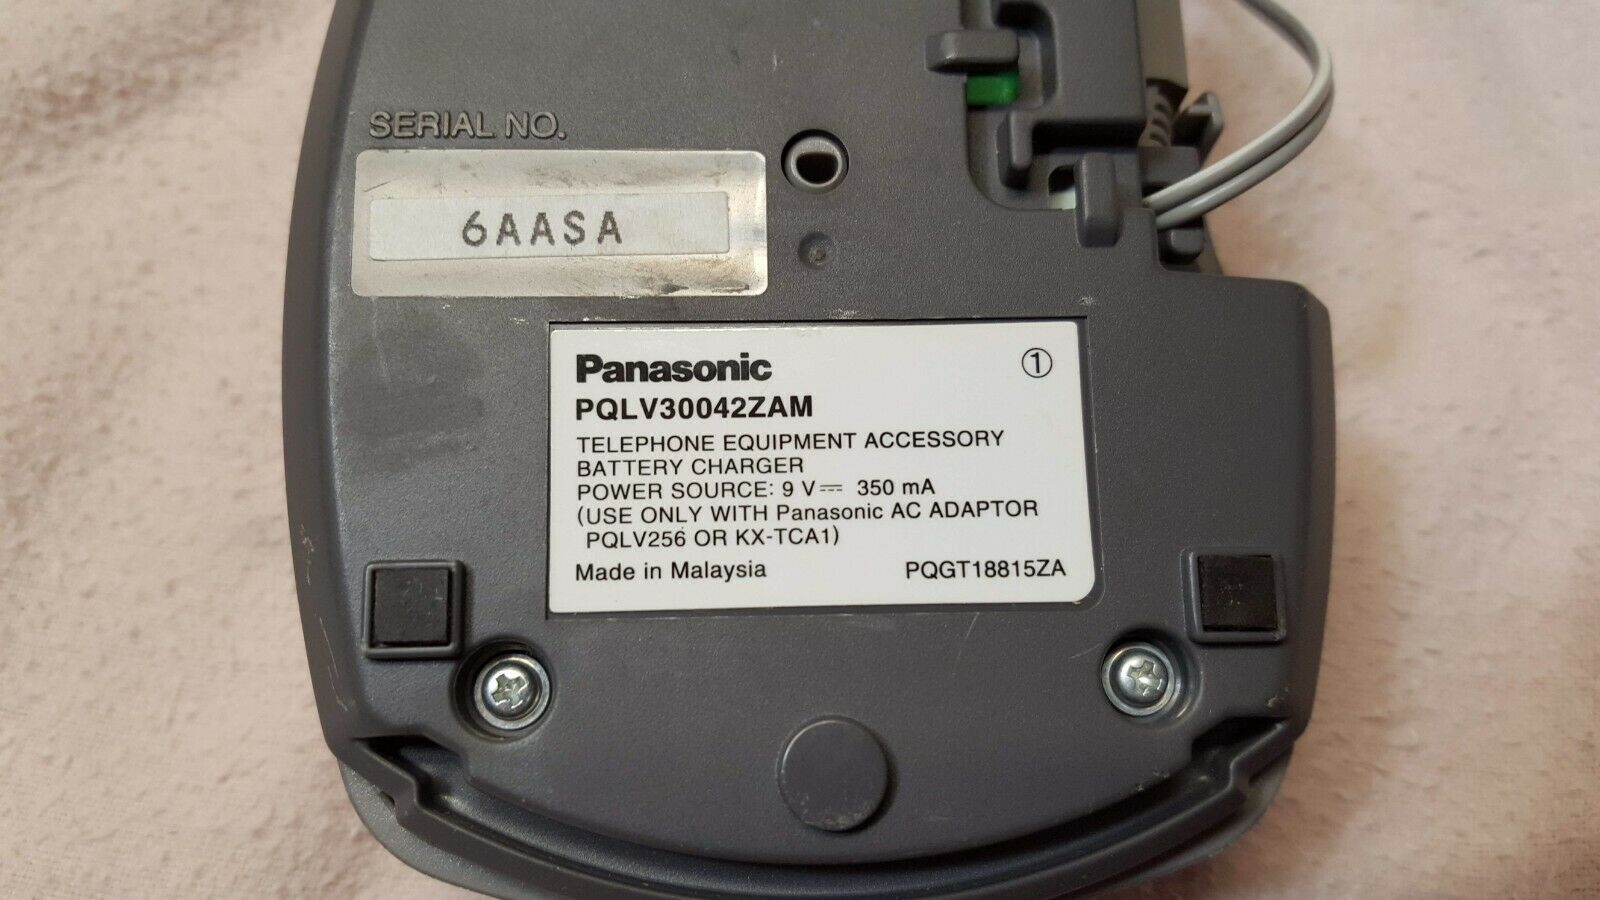 SERIAL NO.
6AASA
Panasonic ①
PQLV30042ZAM
TELEPHONE EQUIPMENT ACCESSORY
BATTERY CHARGER
POWER SOURCE: 9 V⎓ 350 mA
(USE ONLY WITH Panasonic AC ADAPTOR
PQLV256 OR KX-TCA1)
Made in Malaysia PQGT18815ZA